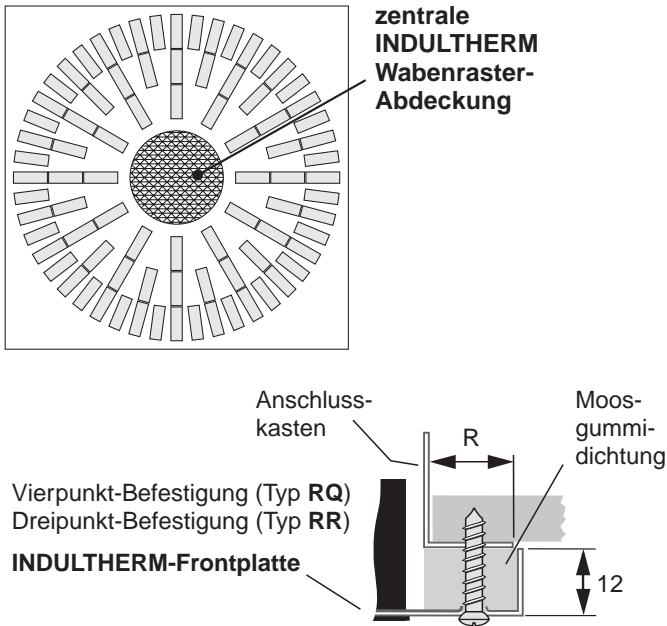 zentrale
INDULTHERM
Wabenraster-
Abdeckung
Anschluss-
kasten
R
Moos-
gummi-
dichtung
Vierpunkt-Befestigung (Typ RQ)
Dreipunkt-Befestigung (Typ RR)
INDULTHERM-Frontplatte
12